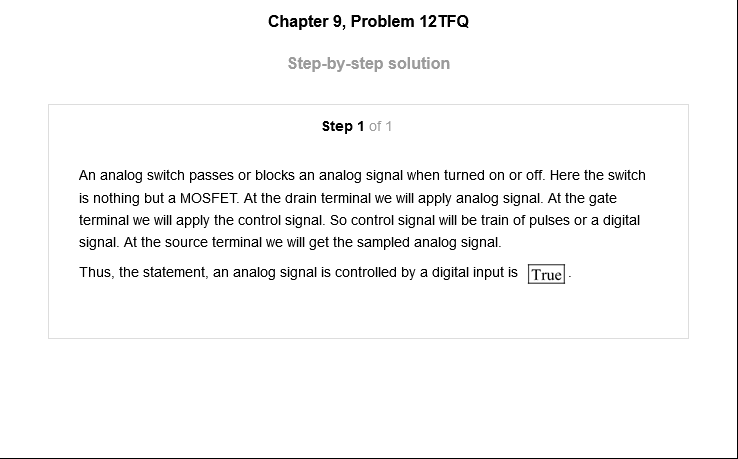 Chapter 9, Problem 12TFQ
Step-by-step solution
Step 1 of 1
An analog switch passes or blocks an analog signal when turned on or off. Here the switch
is nothing but a MOSFET. At the drain terminal we will apply analog signal. At the gate
terminal we will apply the control signal. So control signal will be train of pulses or a digital
signal. At the source terminal we will get the sampled analog signal.
Thus, the statement, an analog signal is controlled by a digital input is True.